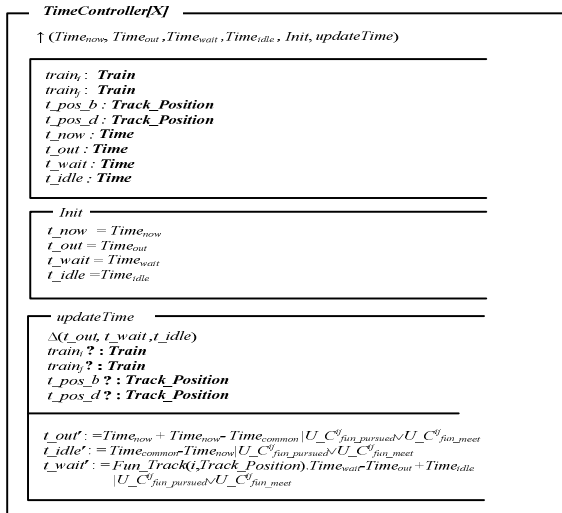 TimeController[X]
↑ (Time_now, Time_out ,Time_wait ,Time_idle , Init, updateTime)
train_i : Train
train_j : Train
t_pos_b : Track_Position
t_pos_d : Track_Position
t_now : Time
t_out : Time
t_wait : Time
t_idle : Time
Init
t_now = Time_now
t_out = Time_out
t_wait = Time_wait
t_idle =Time_idle
updateTime
Δ(t_out, t_wait ,t_idle)
train_i ? : Train
train_j ? : Train
t_pos_b ? : Track_Position
t_pos_d ? : Track_Position
t_out' : =Time_now + Time_now- Time_common |U_C^ij_fun_pursued∨U_C^ij_fun_meet
t_idle' : = Time_common-Time_now|U_C^ij_fun_pursued∨U_C^ij_fun_meet
t_wait' : = Fun_Track(i,Track_Position).Time_wait-Time_out +Time_idle
|U_C^ij_fun_pursued∨U_C^ij_fun_meet